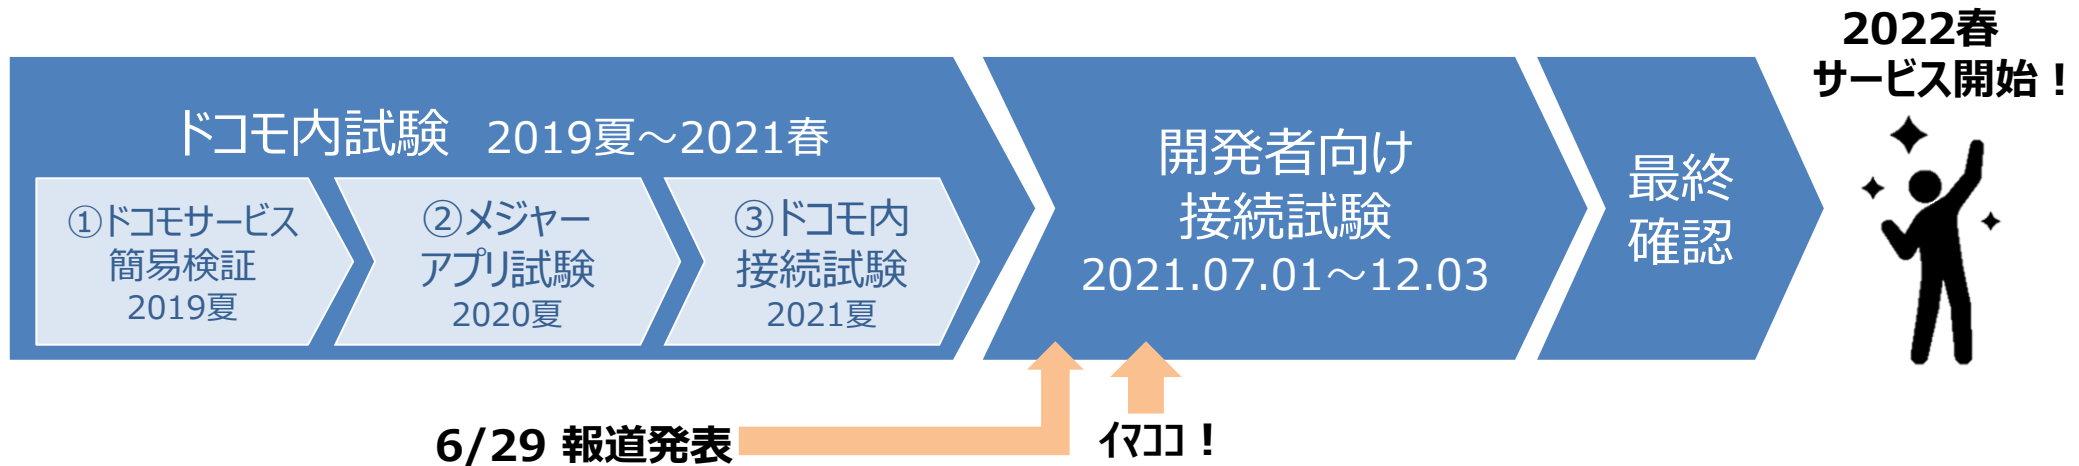 2022春
サービス開始！
ドコモ内試験 2019夏～2021春
①ドコモサービス
簡易検証
2019夏
②メジャー
アプリ試験
2020夏
③ドコモ内
接続試験
2021夏
開発者向け
接続試験
2021.07.01～12.03
最終
確認
6/29 報道発表
ｲﾏｺｺ！